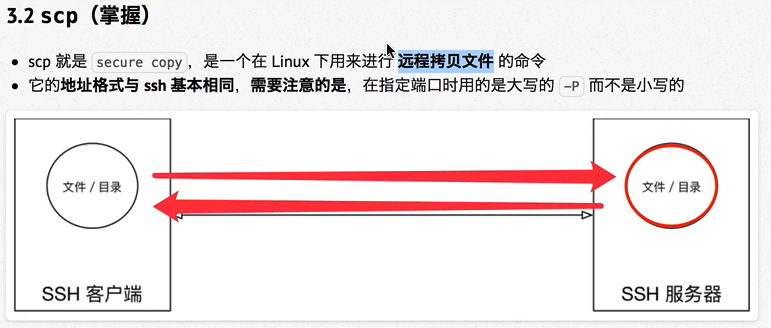 3.2 scp（掌握）
• scp 就是 secure copy，是一个在 Linux 下用来进行 远程拷贝文件 的命令
• 它的地址格式与 ssh 基本相同，需要注意的是，在指定端口时用的是大写的 -P 而不是小写的
文件 / 目录
文件 / 目录
SSH 客户端
SSH 服务器